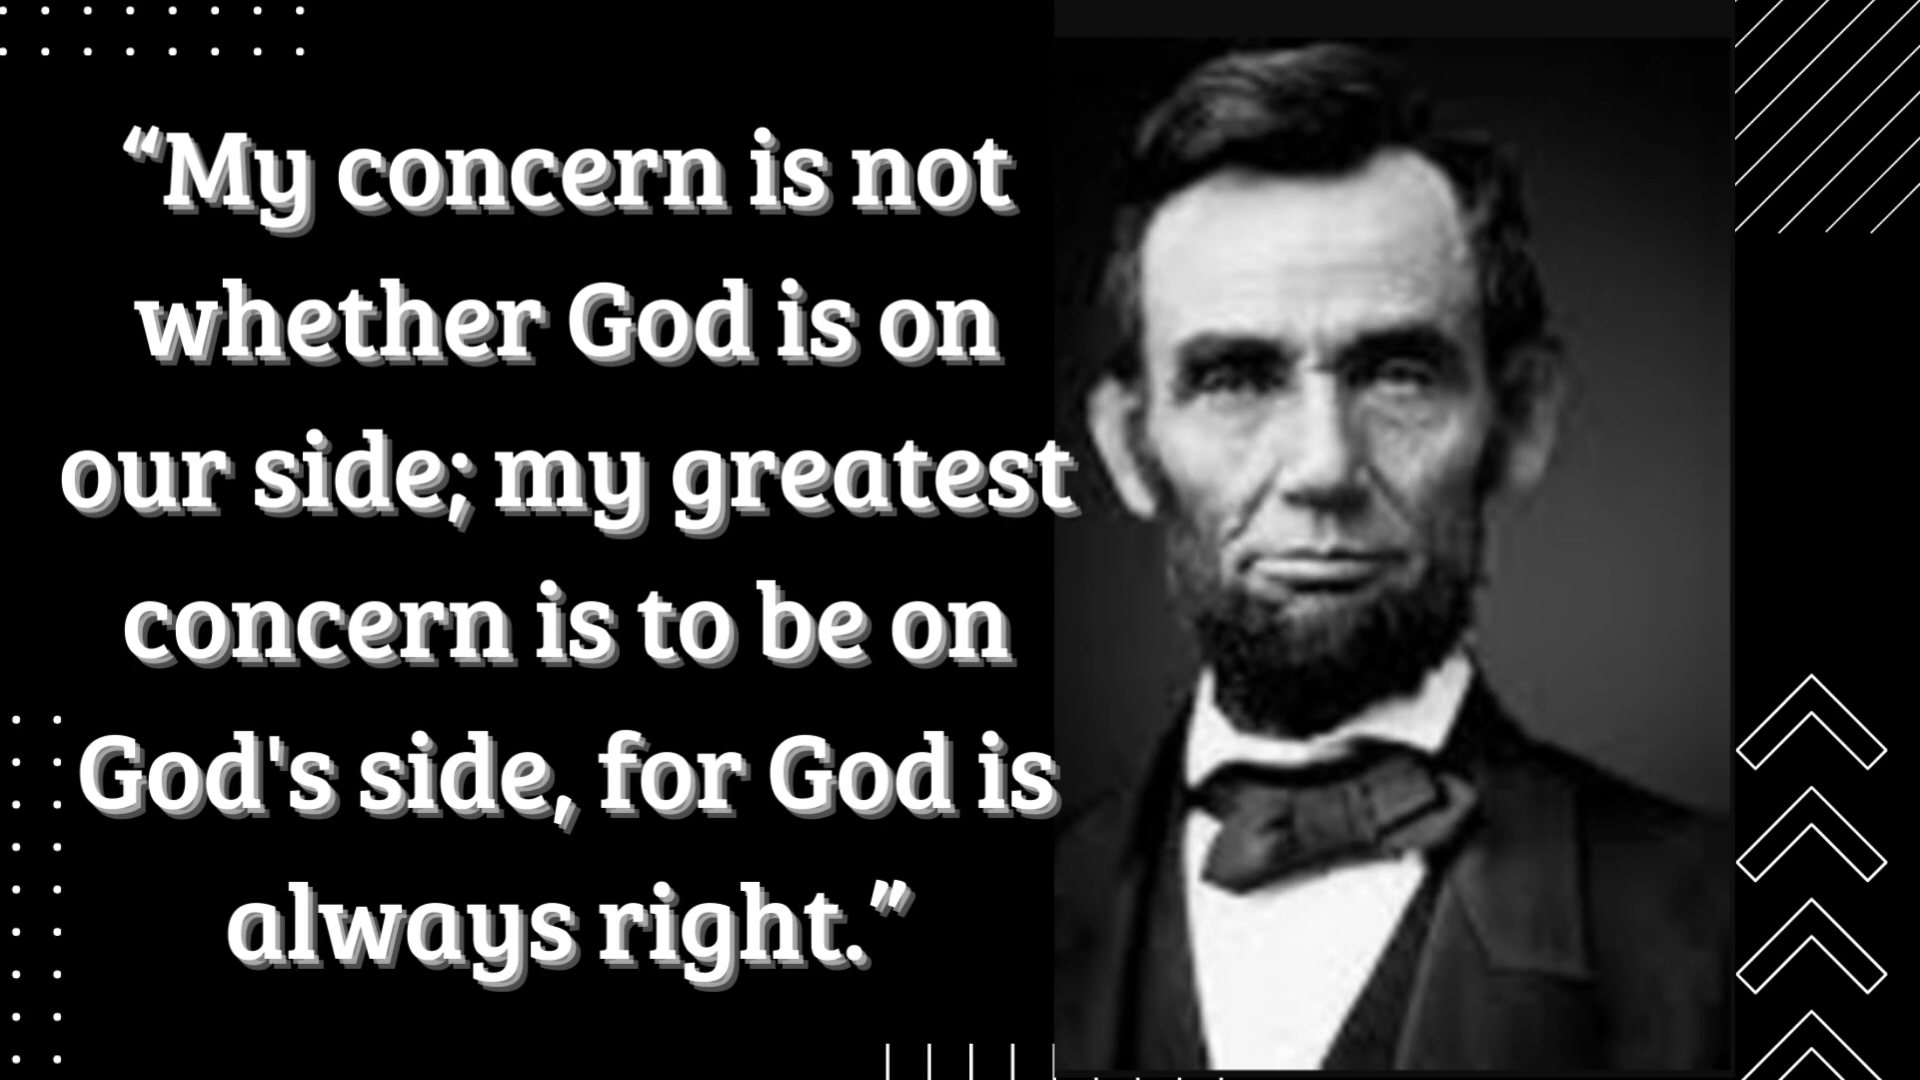 “My concern is not
whether God is on
our side; my greatest
concern is to be on
God's side, for God is
always right.”